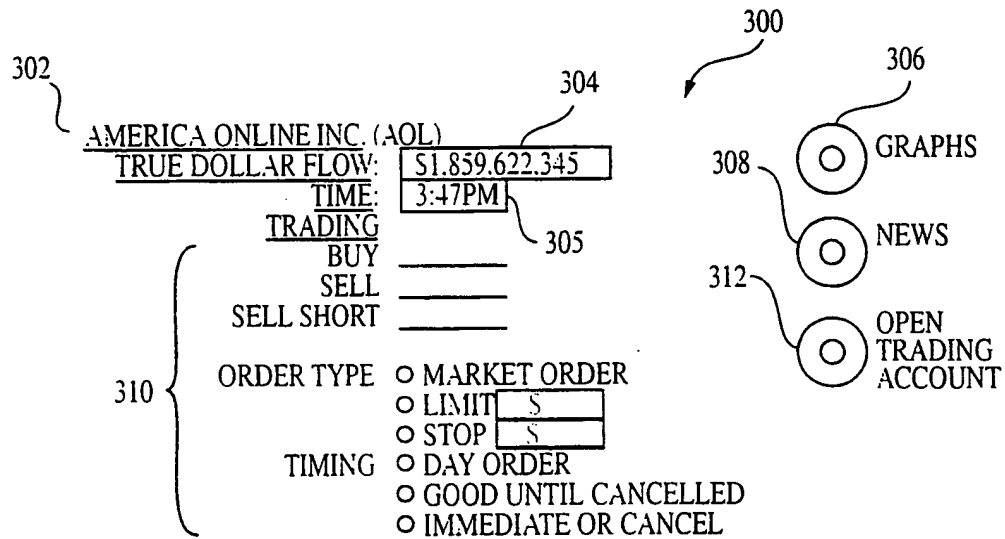 300
302
304
306
AMERICA ONLINE INC. (AOL)
TRUE DOLLAR FLOW: $1.859.622.345
TIME: 3:47PM
305
TRADING
BUY
SELL
SELL SHORT
310
ORDER TYPE
MARKET ORDER
LIMIT $
STOP $
TIMING
DAY ORDER
GOOD UNTIL CANCELLED
IMMEDIATE OR CANCEL
GRAPHS
308
NEWS
312
OPEN
TRADING
ACCOUNT